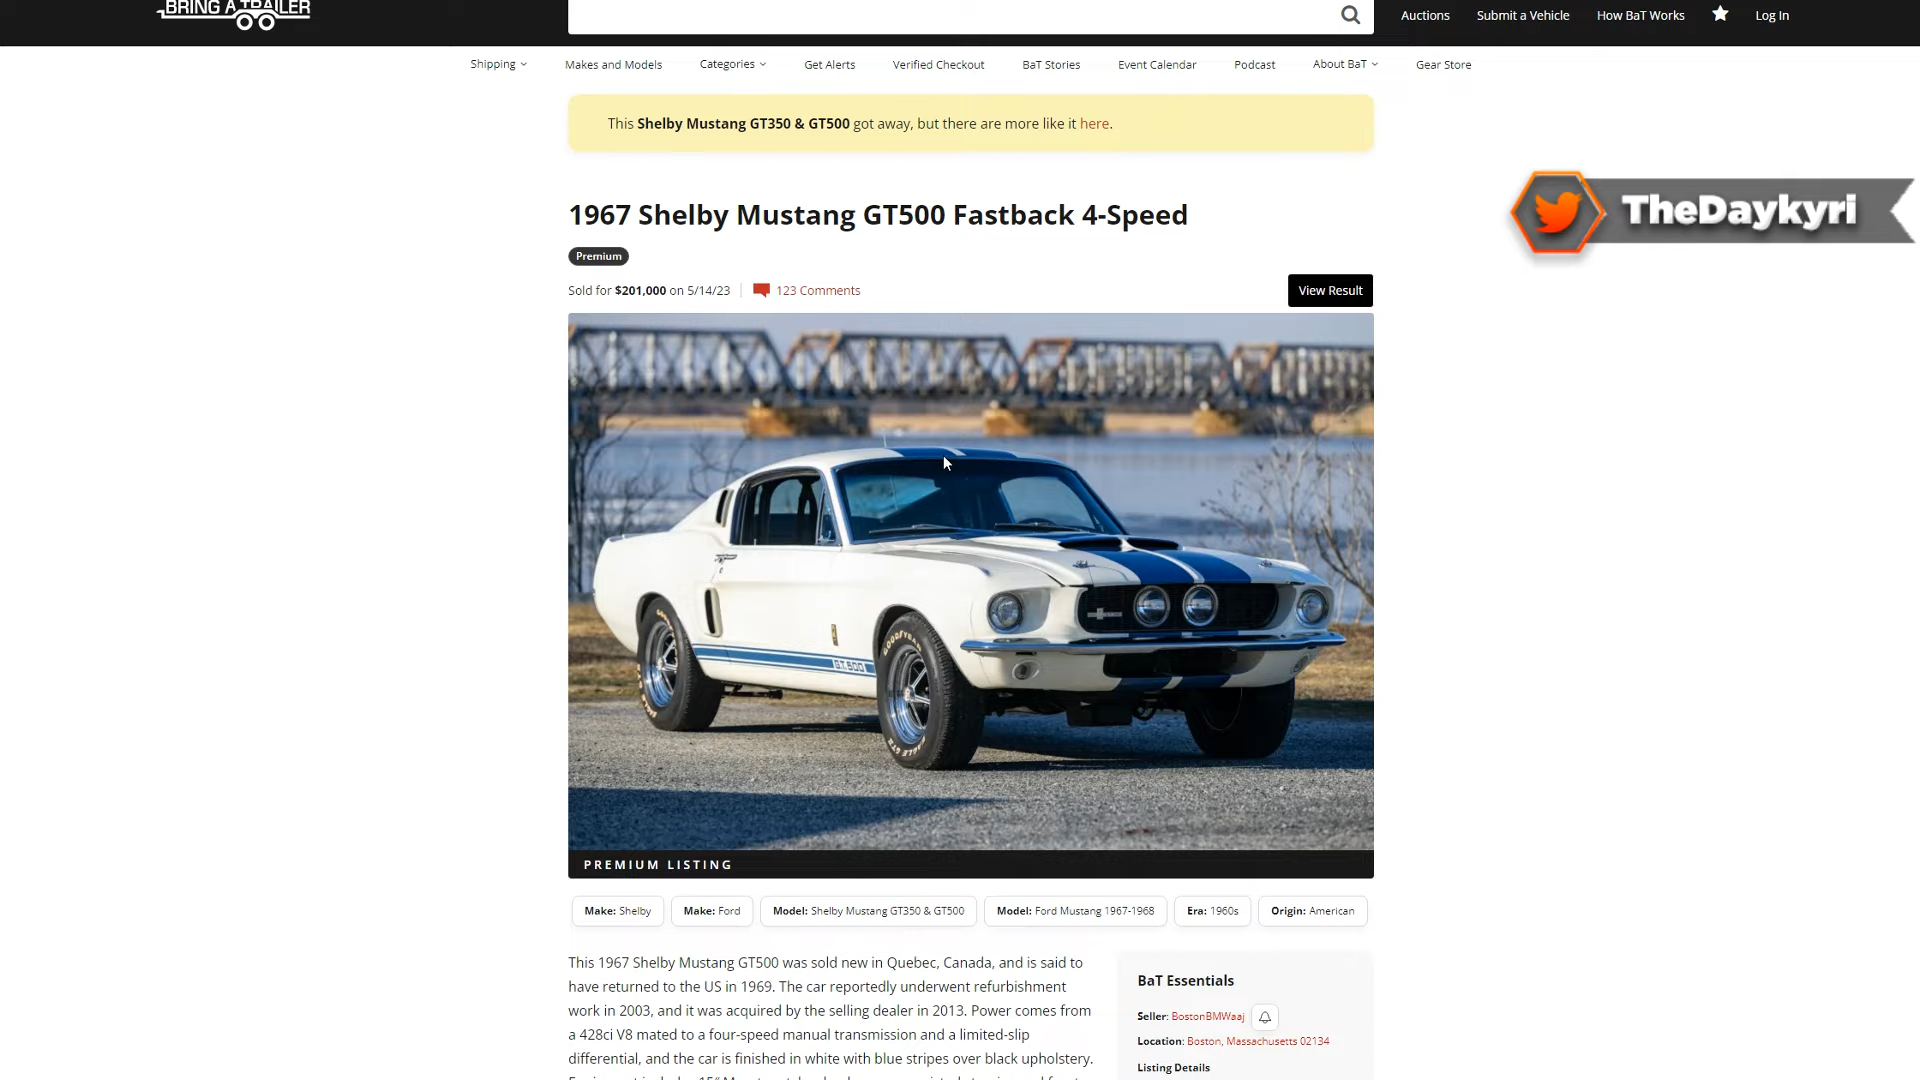 BRING A TRAILER
Auctions
Submit a Vehicle
How BaT Works
Log In
Shipping
Makes and Models
Categories
Get Alerts
Verified Checkout
BaT Stories
Event Calendar
Podcast
About BaT
Gear Store
This Shelby Mustang GT350 & GT500 got away, but there are more like it here.
TheDaykyri
1967 Shelby Mustang GT500 Fastback 4-Speed
Premium
Sold for $201,000 on 5/14/23
123 Comments
View Result
GOODYEAR
G.T. 500
EAGLE GT2
PREMIUM LISTING
Make: Shelby
Make: Ford
Model: Shelby Mustang GT350 & GT500
Model: Ford Mustang 1967-1968
Era: 1960s
Origin: American
This 1967 Shelby Mustang GT500 was sold new in Quebec, Canada, and is said to
have returned to the US in 1969. The car reportedly underwent refurbishment
work in 2003, and it was acquired by the selling dealer in 2013. Power comes from
a 428ci V8 mated to a four-speed manual transmission and a limited-slip
differential, and the car is finished in white with blue stripes over black upholstery.
BaT Essentials
Seller: BostonBMWaaj
Location: Boston, Massachusetts 02134
Listing Details